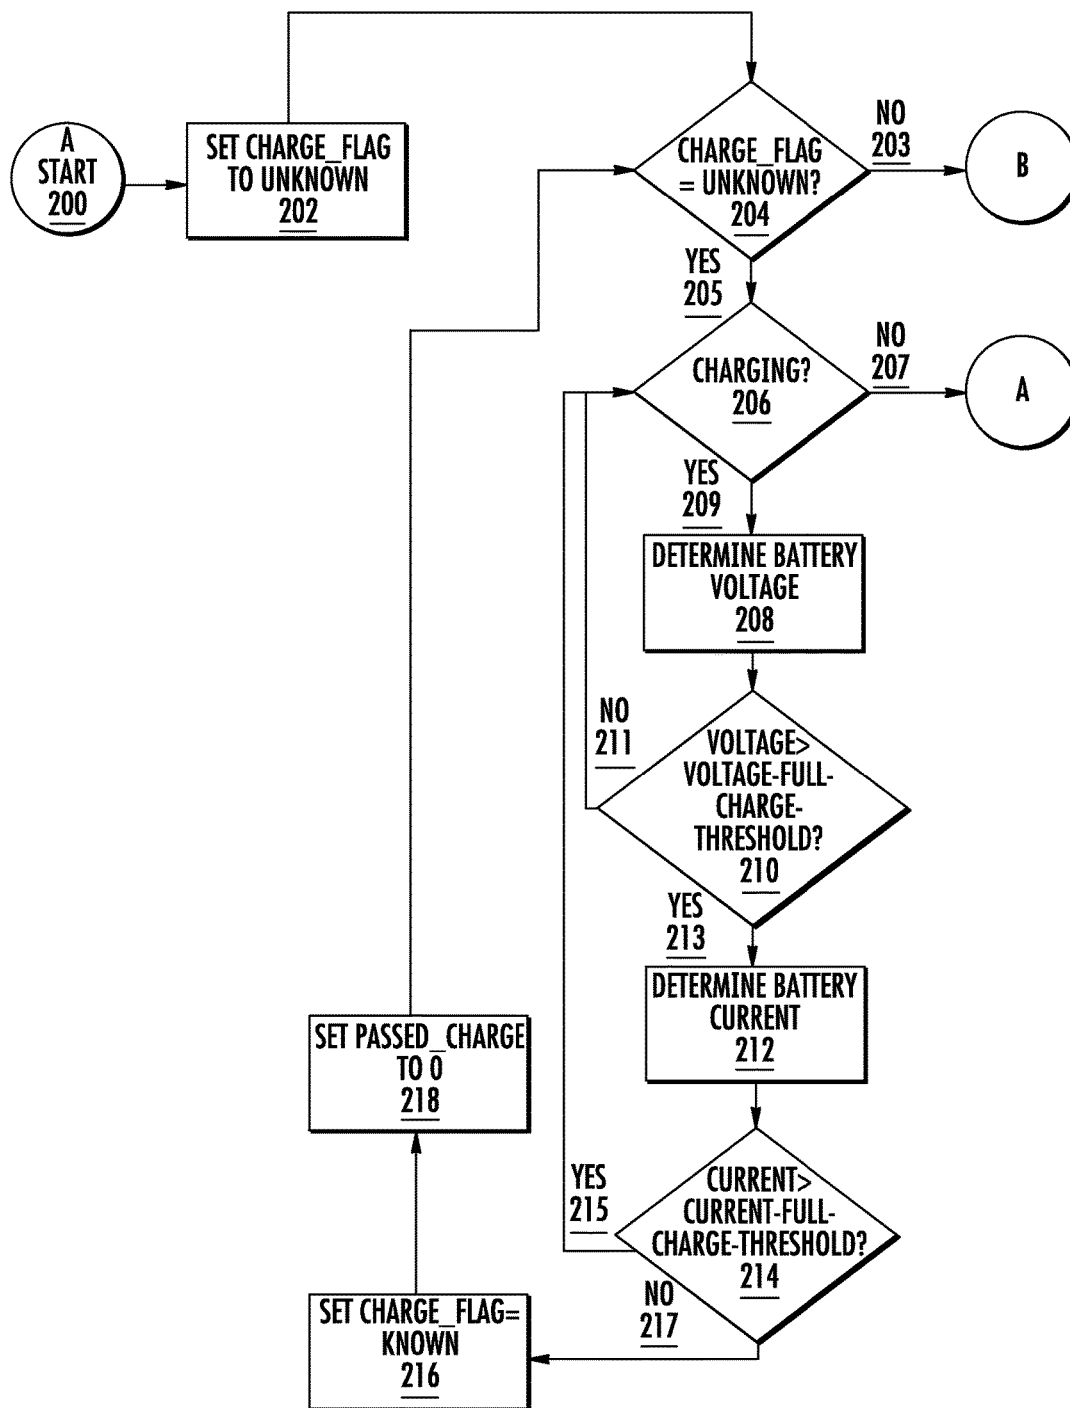 A
START
200
SET CHARGE_FLAG
TO UNKNOWN
202
CHARGE_FLAG
= UNKNOWN?
204
NO
203
B
YES
205
CHARGING?
206
NO
207
A
YES
209
DETERMINE BATTERY
VOLTAGE
208
NO
211
VOLTAGE>
VOLTAGE-FULL-
CHARGE-
THRESHOLD?
210
YES
213
DETERMINE BATTERY
CURRENT
212
SET PASSED_CHARGE
TO 0
218
YES
215
CURRENT>
CURRENT-FULL-
CHARGE-THRESHOLD?
214
NO
217
SET CHARGE_FLAG=
KNOWN
216